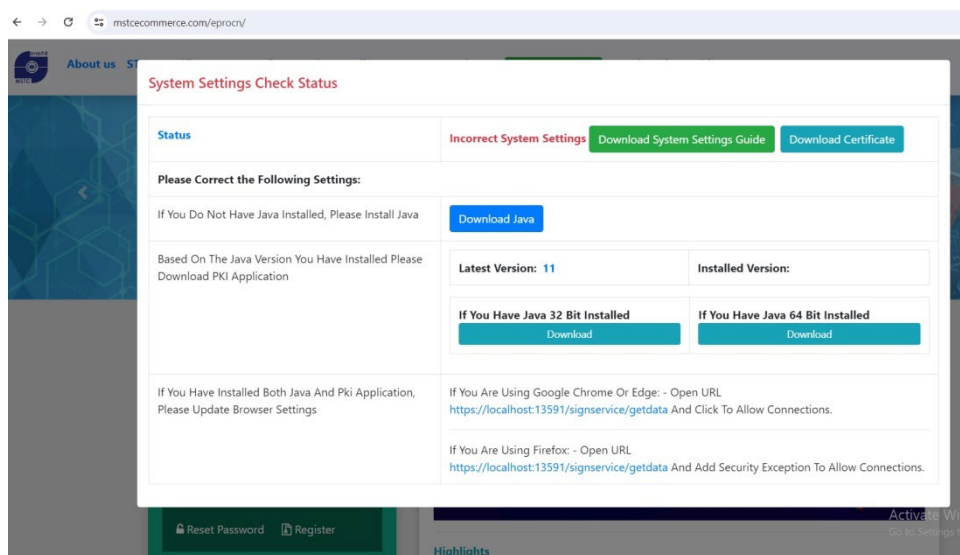 mstcecommerce.com/eprocn/
MSTC
About us
System Settings Check Status
Status
Incorrect System Settings
Download System Settings Guide
Download Certificate
Please Correct the Following Settings:
If You Do Not Have Java Installed, Please Install Java
Download Java
Based On The Java Version You Have Installed Please
Download PKI Application
Latest Version: 11
Installed Version:
If You Have Java 32 Bit Installed
Download
If You Have Java 64 Bit Installed
Download
If You Have Installed Both Java And Pki Application,
Please Update Browser Settings
If You Are Using Google Chrome Or Edge: - Open URL
https://localhost:13591/signservice/getdata And Click To Allow Connections.
If You Are Using Firefox: - Open URL
https://localhost:13591/signservice/getdata And Add Security Exception To Allow Connections.
Reset Password
Register
Activate
Go to Settings
Highlights